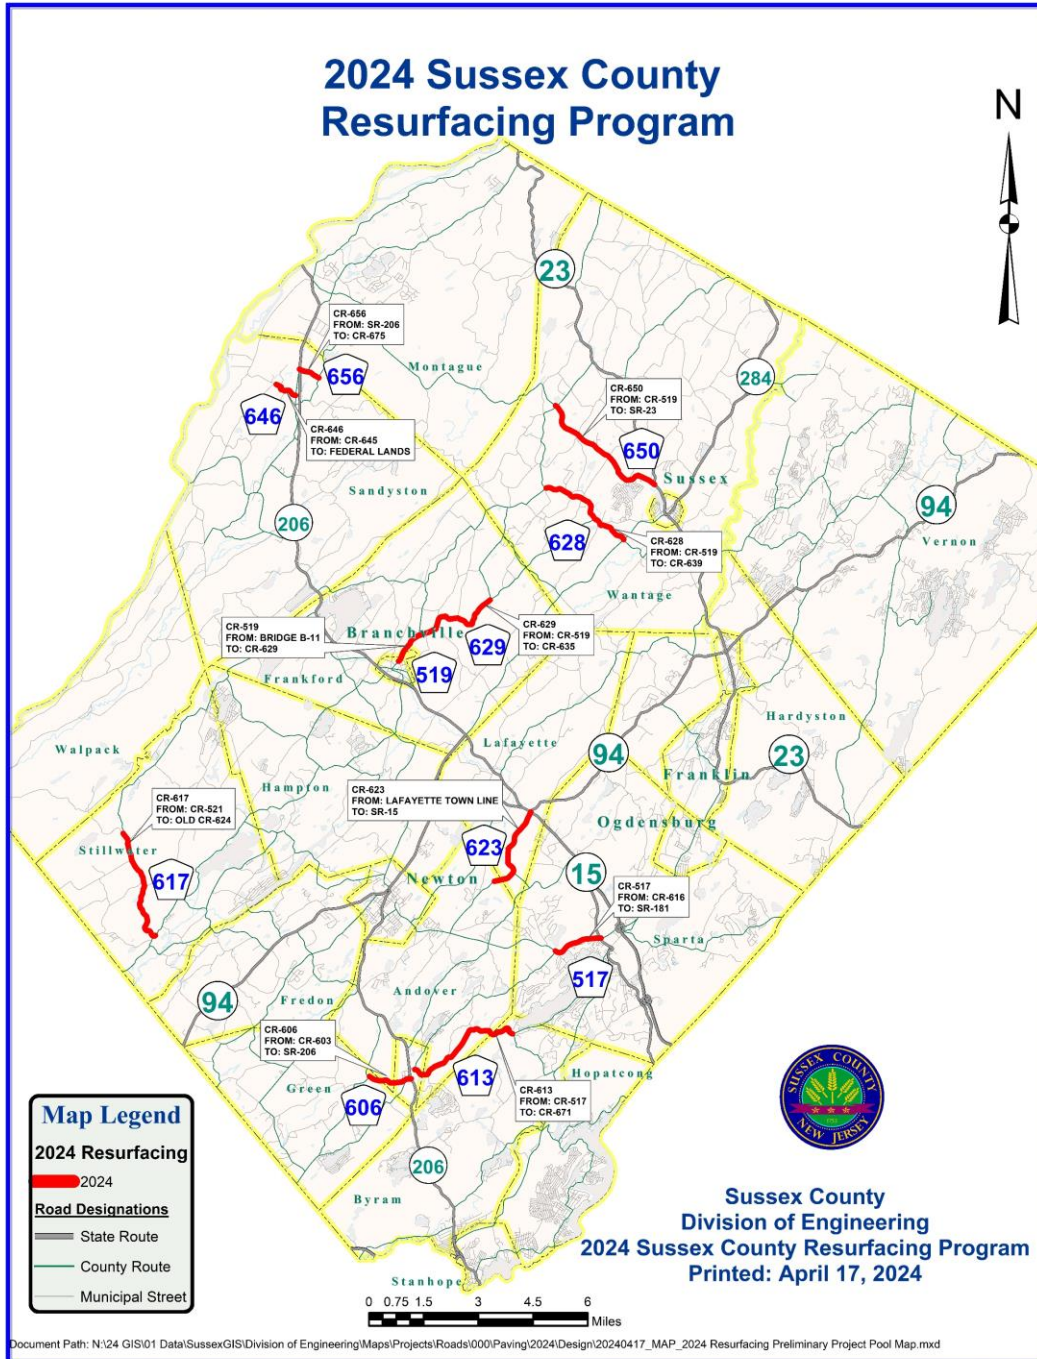 2024 Sussex County
Resurfacing Program
N
23
CR-656
FROM: SR-206
TO: CR-675
Montague
656
284
646
CR-650
FROM: CR-519
TO: SR-23
CR-646
FROM: CR-645
TO: FEDERAL LANDS
650
Sussex
Sandyston
94
206
628
CR-628
FROM: CR-519
TO: CR-639
Vernon
Wantage
CR-519
FROM: BRIDGE B-11
TO: CR-629
Branchville
629
CR-629
FROM: CR-519
TO: CR-635
519
Frankford
Hardyston
Walpack
Lafayette
94
23
Franklin
Hampton
CR-623
FROM: LAFAYETTE TOWN LINE
TO: SR-15
CR-617
FROM: CR-521
TO: OLD CR-624
Ogdensburg
Stillwater
623
617
Newton
15
CR-517
FROM: CR-616
TO: SR-181
Sparta
517
94
Fredon
Andover
CR-606
FROM: CR-603
TO: SR-206
Hopatcong
Green
613
CR-613
FROM: CR-517
TO: CR-671
606
SUSSEX COUNTY
NEW JERSEY
Map Legend
2024 Resurfacing
2024
Road Designations
State Route
County Route
Municipal Street
206
Byram
Stanhope
Sussex County
Division of Engineering
2024 Sussex County Resurfacing Program
Printed: April 17, 2024
0 0.75 1.5 3 4.5 6
Miles
Document Path: N:\24 GIS\01 Data\SussexGIS\Division of Engineering\Maps\Projects\Roads\000\Paving\2024\Design\20240417_MAP_2024 Resurfacing Preliminary Project Pool Map.mxd